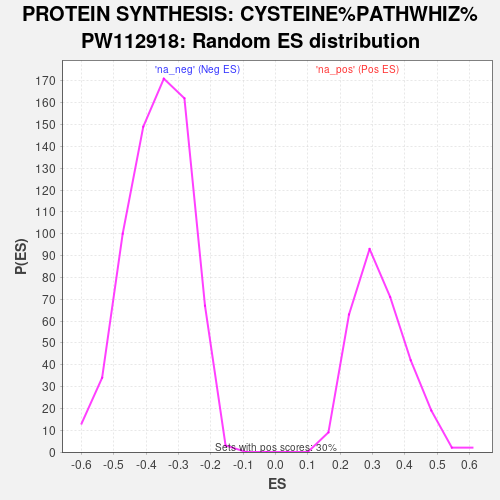 PROTEIN SYNTHESIS: CYSTEINE%PATHWHIZ%
PW112918: Random ES distribution
'na_neg' (Neg ES) 'na_pos' (Pos ES)
170
160
150
140
130
120
110
100
90
80
70
60
50
40
30
20
10
0
P(ES)
Sets with pos scores: 30%
-0.6 -0.5 -0.4 -0.3 -0.2 -0.1 0.0 0.1 0.2 0.3 0.4 0.5 0.6
ES